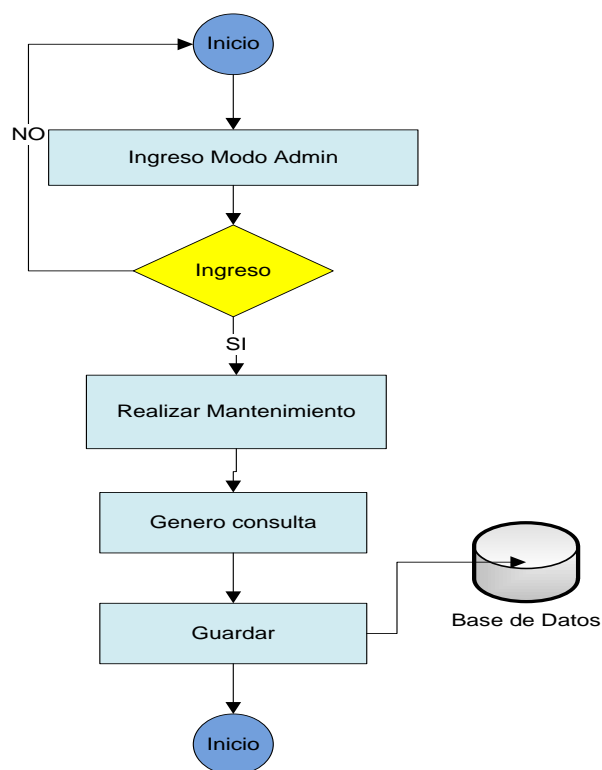 Inicio
NO
Ingreso Modo Admin
Ingreso
SI
Realizar Mantenimiento
Genero consulta
Base de Datos
Guardar
Inicio